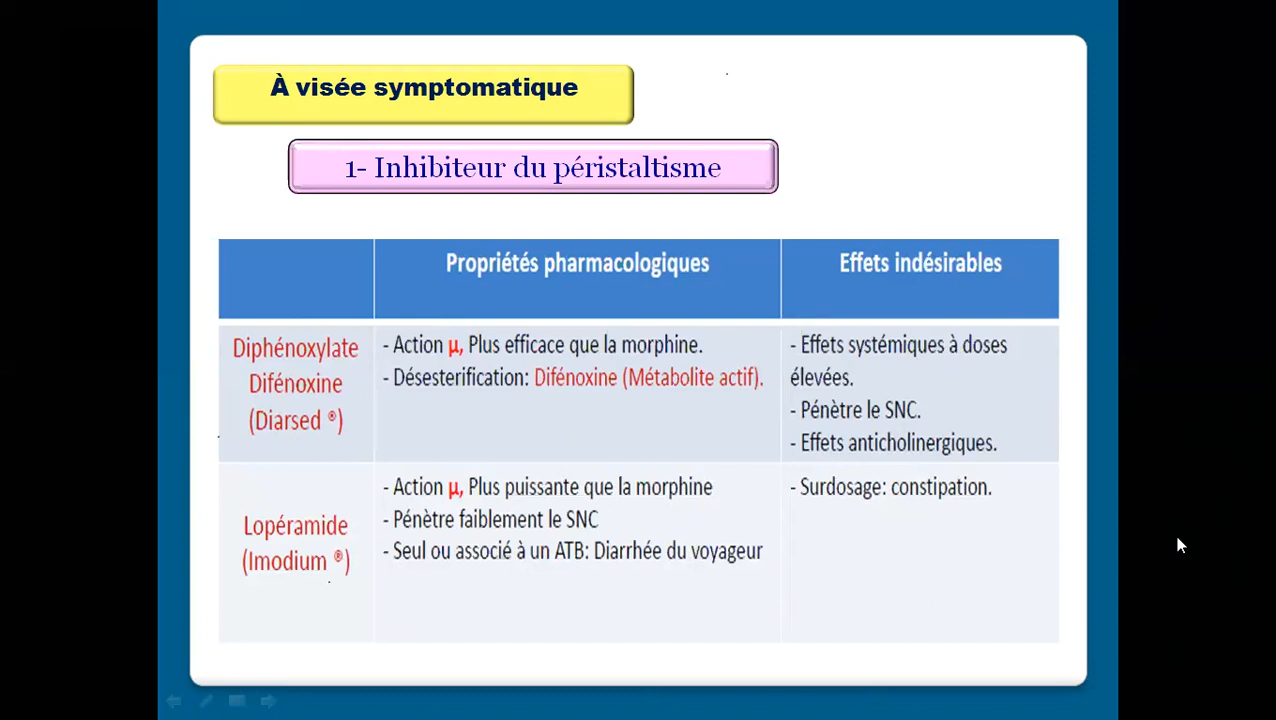 À visée symptomatique
1- Inhibiteur du péristaltisme
Propriétés pharmacologiques
Effets indésirables
Diphénoxylate
Difénoxine
(Diarsed ®)
- Action µ, Plus efficace que la morphine.
- Désesterification: Difénoxine (Métabolite actif).
- Effets systémiques à doses
élevées.
- Pénètre le SNC.
- Effets anticholinergiques.
Lopéramide
(Imodium ®)
- Action µ, Plus puissante que la morphine
- Pénètre faiblement le SNC
- Seul ou associé à un ATB: Diarrhée du voyageur
- Surdosage: constipation.